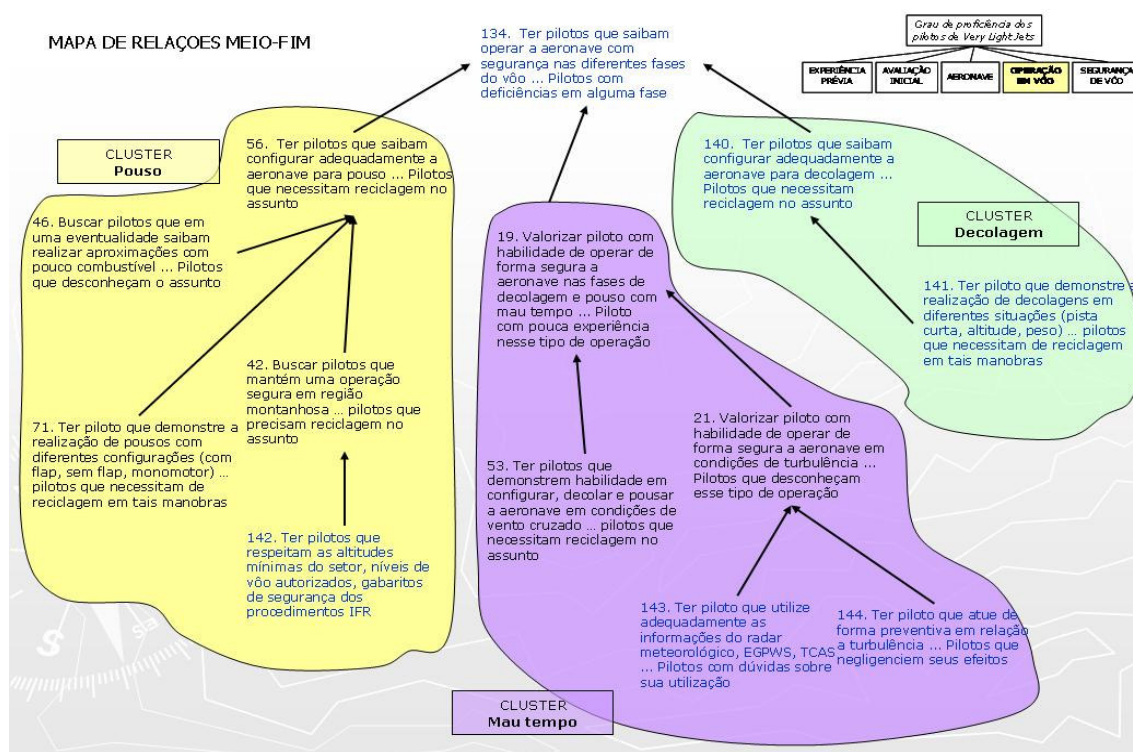 MAPA DE RELAÇOES MEIO-FIM
134. Ter pilotos que saibam
operar a aeronave com
segurança nas diferentes fases
do vôo ... Pilotos com
deficiências em alguma fase
Grau de proficiência dos
pilotos de Very Light Jets
EXPERIÊNCIA
PRÉVIA
AVALIAÇÃO
INICIAL
AERONAVE
OPERAÇÃO
EM VÔO
SEGURANÇA
DE VÔO
CLUSTER
Pouso
56. Ter pilotos que saibam
configurar adequadamente a
aeronave para pouso ... Pilotos
que necessitam reciclagem no
assunto
46. Buscar pilotos que em
uma eventualidade saibam
realizar aproximações com
pouco combustível ... Pilotos
que desconheçam o assunto
42. Buscar pilotos que
mantém uma operação
segura em região
montanhosa ... pilotos que
precisam reciclagem no
assunto
71. Ter piloto que demonstre a
realização de pousos com
diferentes configurações (com
flap, sem flap, monomotor) ...
pilotos que necessitam de
reciclagem em tais manobras
142. Ter pilotos que
respeitam as altitudes
mínimas do setor, níveis de
vôo autorizados, gabaritos
de segurança dos
procedimentos IFR
19. Valorizar piloto com
habilidade de operar de
forma segura a
aeronave nas fases de
decolagem e pouso com
mau tempo ... Piloto
com pouca experiência
nesse tipo de operação
53. Ter pilotos que
demonstrem habilidade em
configurar, decolar e pousar
a aeronave em condições de
vento cruzado ... pilotos que
necessitam reciclagem no
assunto
21. Valorizar piloto com
habilidade de operar de
forma segura a aeronave em
condições de turbulência ...
Pilotos que desconheçam
esse tipo de operação
143. Ter piloto que utilize
adequadamente as
informações do radar
meteorológico, EGPWS, TCAS
... Pilotos com dúvidas sobre
sua utilização
144. Ter piloto que atue de
forma preventiva em relação
a turbulência ... Pilotos que
negligenciem seus efeitos
CLUSTER
Mau tempo
140. Ter pilotos que saibam
configurar adequadamente a
aeronave para decolagem ...
Pilotos que necessitam
reciclagem no assunto
CLUSTER
Decolagem
141. Ter piloto que demonstre a
realização de decolagens em
diferentes situações (pista
curta, altitude, peso) ... pilotos
que necessitam de reciclagem
em tais manobras
S